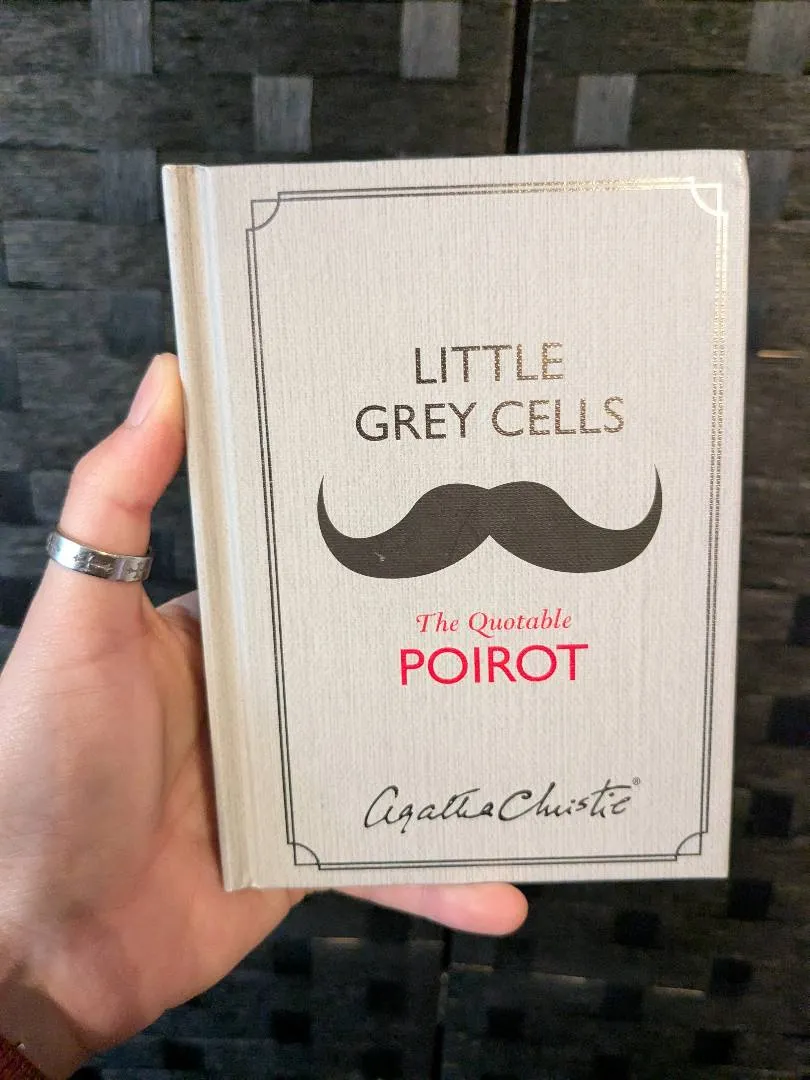 LITTLE
GREY CELLS
The Quotable
POIROT
Agatha Christie®